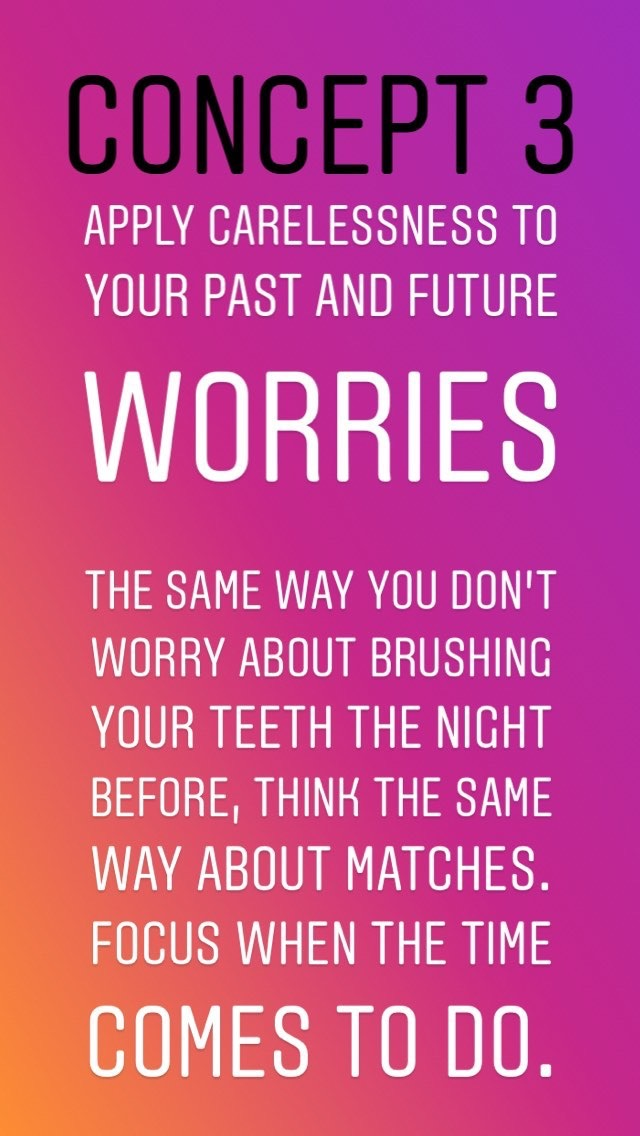 CONCEPT 3
APPLY CARELESSNESS TO
YOUR PAST AND FUTURE
WORRIES
THE SAME WAY YOU DON'T
WORRY ABOUT BRUSHING
YOUR TEETH THE NIGHT
BEFORE, THINK THE SAME
WAY ABOUT MATCHES.
FOCUS WHEN THE TIME
COMES TO DO.